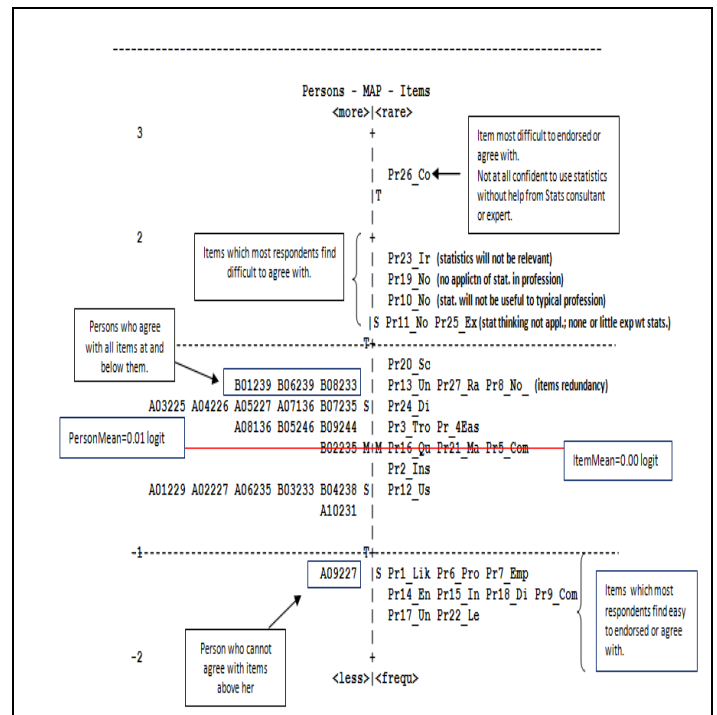 Persons - MAP - Items
<more>|<rare>
3 +
|
| Pr26_Co
Item most difficult to endorsed or
agree with.
Not at all confident to use statistics
without help from Stats consultant
or expert.
|T
|
2 +
Items which most respondents find
difficult to agree with.
| Pr23_Ir (statistics will not be relevant)
| Pr19_No (no applictn of stat. in profession)
| Pr10_No (stat. will not be useful to typical profession)
|S Pr11_No Pr25_Ex (stat thinking not appl.; none or little exp wt stats.)
Persons who agree
with all items at and
below them.
1 T+
| Pr20_Sc
B01239 B06239 B08233 | Pr13_Un Pr27_Ra Pr8_No_ (items redundancy)
A03225 A04226 A05227 A07136 B07235 S| Pr24_Di
A08136 B05246 B09244 | Pr3_Tro Pr_4Eas
PersonMean=0.01 logit
B02235 M+M Pr16_Qu Pr21_Ma Pr5_Com
ItemMean=0.00 logit
| Pr2_Ins
A01229 A02227 A06235 B03233 B04238 S| Pr12_Us
A10231 |
|
-1 T+
A09227 |S Pr1_Lik Pr6_Pro Pr7_Emp
| Pr14_En Pr15_In Pr18_Di Pr9_Com
| Pr17_Un Pr22_Le
Items which most
respondents find easy
to endorsed or agree
with.
Person who cannot
agree with items
above her
|
-2 +
<less>|<frequ>